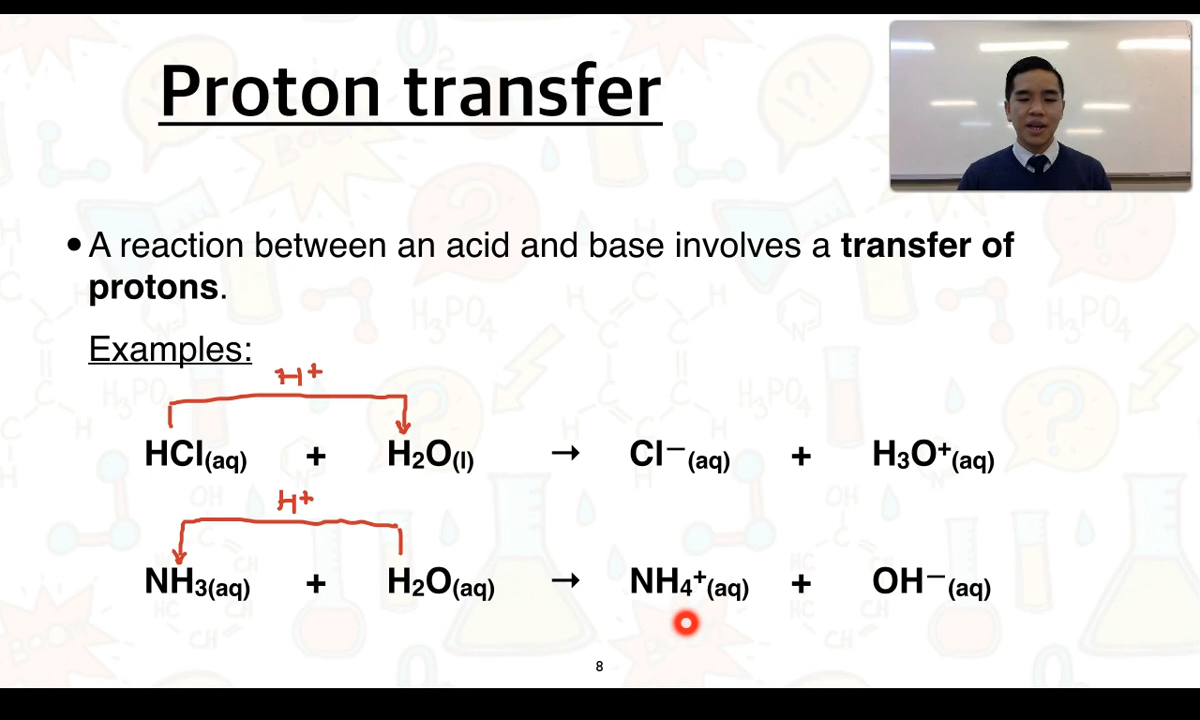 Proton transfer
• A reaction between an acid and base involves a transfer of
protons.
Examples:
H⁺
HCl(aq) + H₂O(l) → Cl⁻(aq) + H₃O⁺(aq)
H⁺
NH₃(aq) + H₂O(aq) → NH₄⁺(aq) + OH⁻(aq)
8